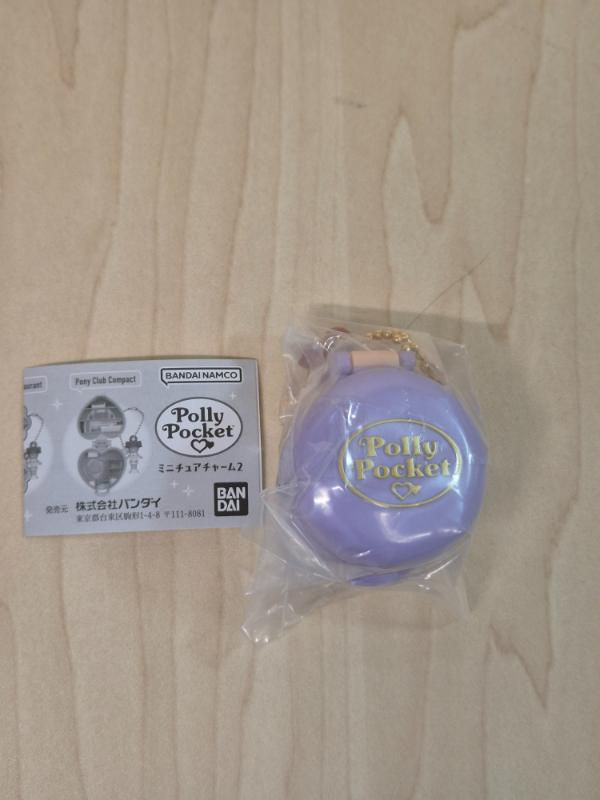 BANDAI NAMCO
Pony Club Compact
Polly
Pocket
ミニチュアチャーム2
BAN
DAI
発売元 株式会社バンダイ
東京都台東区駒形1-4-8 〒111-8081
Polly
Pocket